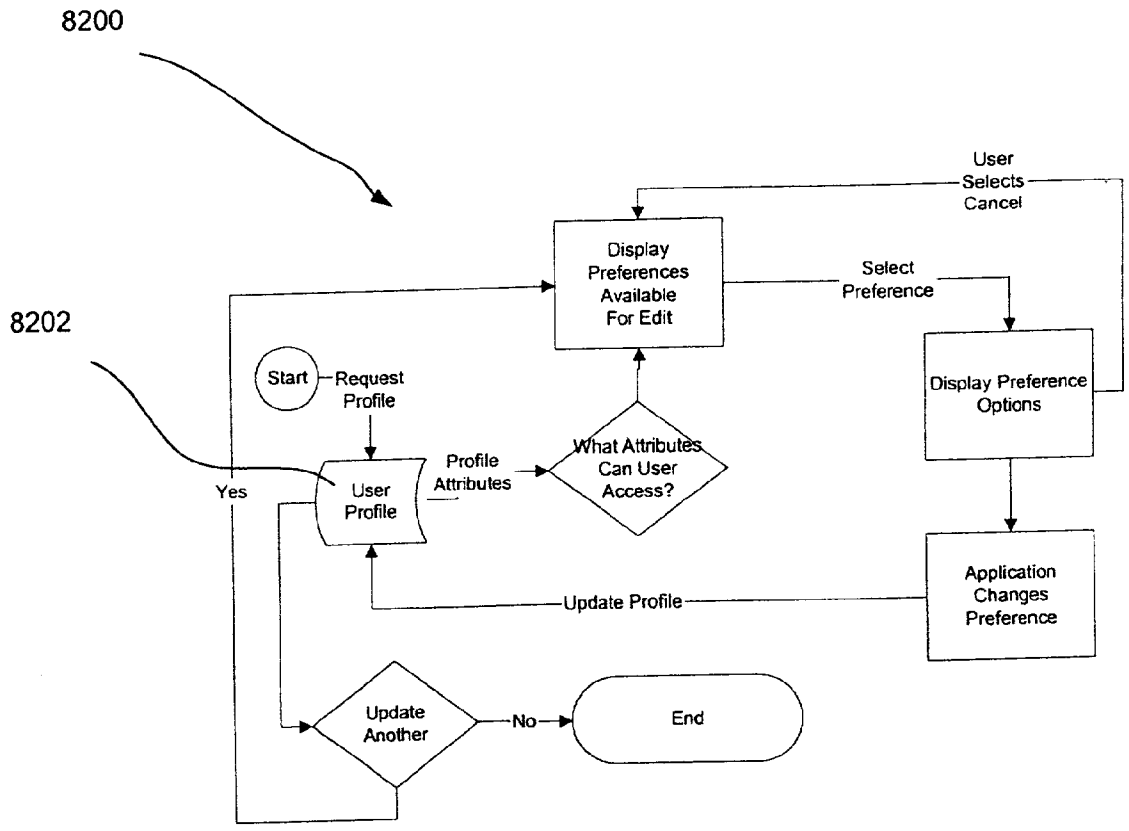 8200
User
Selects
Cancel
Display
Preferences
Available
For Edit
Select
Preference
8202
Start
Request
Profile
Display Preference
Options
What Attributes
Can User
Access?
Profile
Attributes
User
Profile
Yes
Application
Changes
Preference
Update Profile
Update
Another
No
End